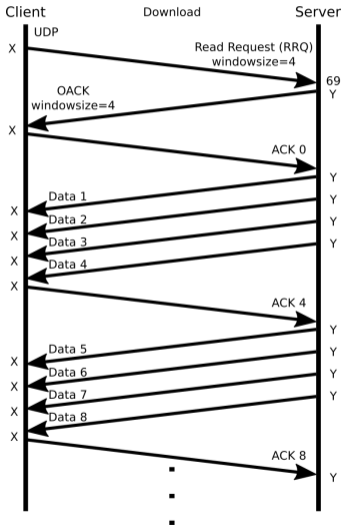 Client
Download
Server
UDP
X
Read Request (RRQ)
windowsize=4
69
Y
OACK
windowsize=4
X
ACK 0
Y
Data 1
Y
X
Data 2
Y
X
Data 3
Y
X
Data 4
X
ACK 4
Y
Data 5
Y
X
Data 6
Y
X
Data 7
Y
X
Data 8
X
ACK 8
Y